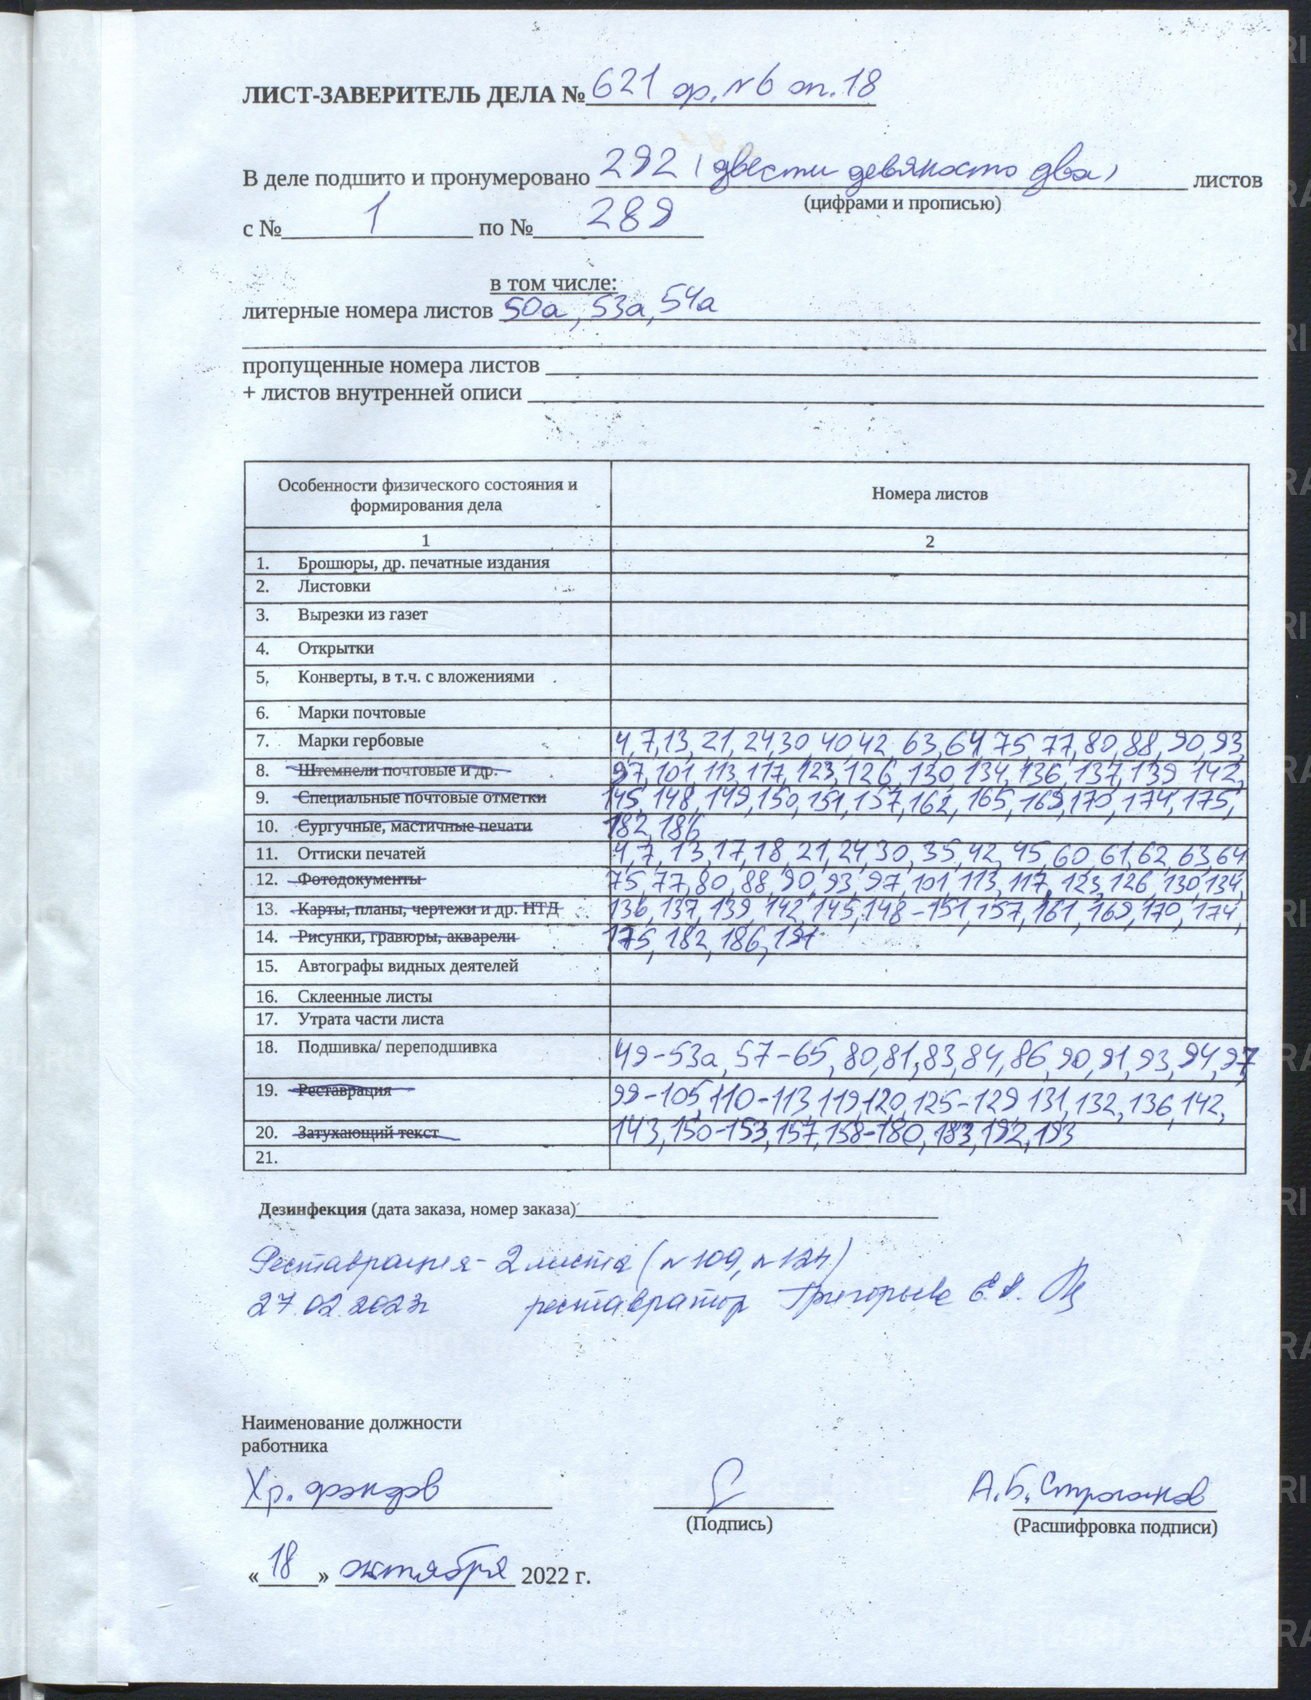 ЛИСТ-ЗАВЕРИТЕЛЬ ДЕЛА № 621 ф. №6 оп.18
В деле подшито и пронумеровано 292 (двести девяносто два) листов
(цифрами и прописью)
с № 1 по № 289
в том числе:
литерные номера листов 50а, 53а, 54а
пропущенные номера листов
+ листов внутренней описи
Особенности физического состояния и формирования дела Номера листов
1 2
1. Брошюры, др. печатные издания
2. Листовки
3. Вырезки из газет
4. Открытки
5. Конверты, в т.ч. с вложениями
6. Марки почтовые
7. Марки гербовые 4, 7, 13, 21, 24, 30, 40, 42, 63, 64, 75, 77, 80, 88, 90, 93,
8. Штемпели почтовые и др. 97, 101, 113, 117, 123, 126, 130, 134, 136, 137, 139, 142,
9. Специальные почтовые отметки 145, 148, 149, 150, 151, 157, 162, 165, 169, 170, 174, 175,
10. Сургучные, мастичные печати 182, 186
11. Оттиски печатей 4, 7, 13, 17, 18, 21, 24, 30, 35, 42, 45, 60, 61, 62, 63, 64
12. Фотодокументы 75, 77, 80, 88, 90, 93, 97, 101, 113, 117, 123, 126, 130, 134,
13. Карты, планы, чертежи и др. НТД 136, 137, 139, 142, 145, 148-151, 157, 161, 169, 170, 174,
14. Рисунки, гравюры, акварели 175, 182, 186, 191
15. Автографы видных деятелей
16. Склеенные листы
17. Утрата части листа
18. Подшивка/ переподшивка 49-53а, 57-65, 80, 81, 83, 84, 86, 90, 91, 93, 94, 97
19. Реставрация 99-105, 110-113, 119, 120, 125-129, 131, 132, 136, 142,
20. Затухающий текст 143, 150-153, 157, 158-180, 183, 192, 193
21.
Дезинфекция (дата заказа, номер заказа)
Реставрация - 2 листа (л 109, л 124)
27.02.2023г реставратор Григорьева Е.А.
Наименование должности
работника
Хр. фондов А.Б. Строганов
(Подпись) (Расшифровка подписи)
«18» октября 2022 г.